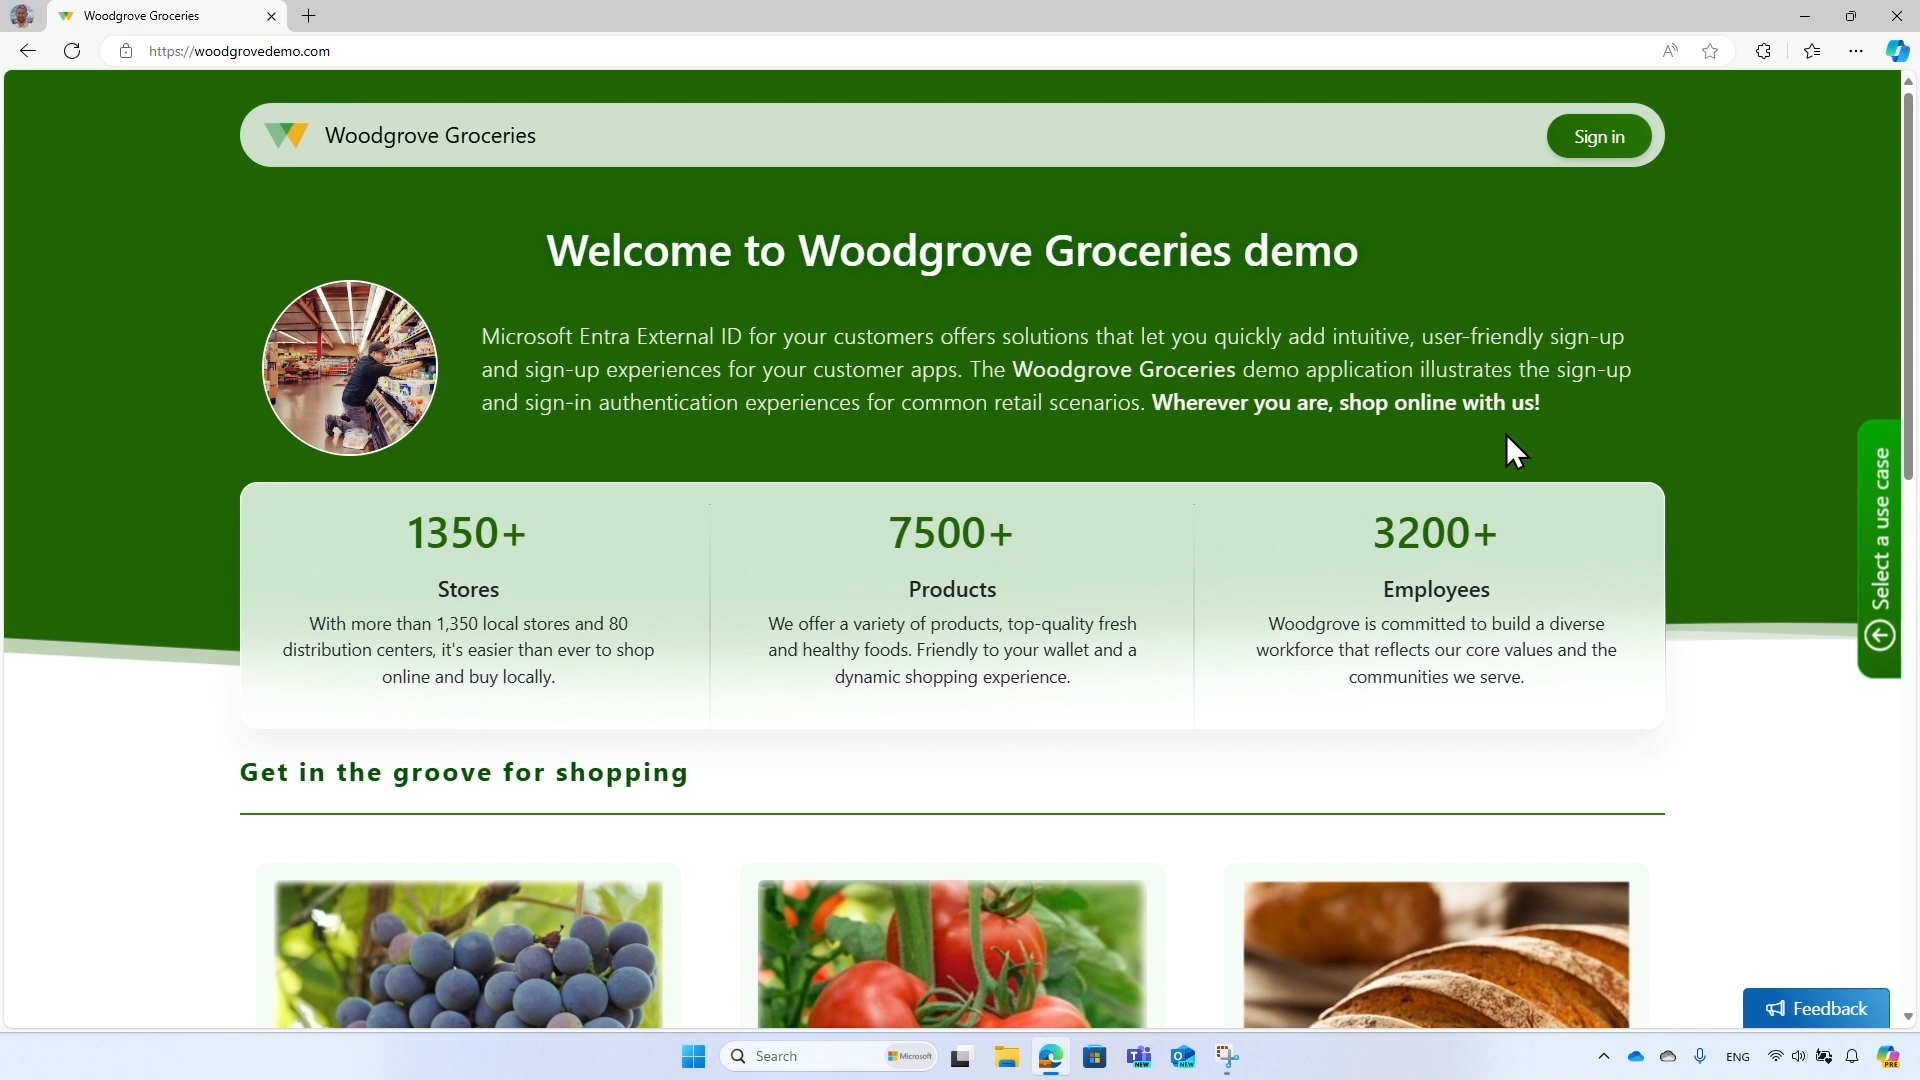 Woodgrove Groceries
https://woodgrovedemo.com
Woodgrove Groceries
Sign in
Welcome to Woodgrove Groceries demo
Microsoft Entra External ID for your customers offers solutions that let you quickly add intuitive, user-friendly sign-up
and sign-up experiences for your customer apps. The Woodgrove Groceries demo application illustrates the sign-up
and sign-in authentication experiences for common retail scenarios. Wherever you are, shop online with us!
Select a use case
1350+
Stores
With more than 1,350 local stores and 80
distribution centers, it's easier than ever to shop
online and buy locally.
7500+
Products
We offer a variety of products, top-quality fresh
and healthy foods. Friendly to your wallet and a
dynamic shopping experience.
3200+
Employees
Woodgrove is committed to build a diverse
workforce that reflects our core values and the
communities we serve.
Get in the groove for shopping
Feedback
Search
Microsoft
NEW
NEW
ENG
PRE